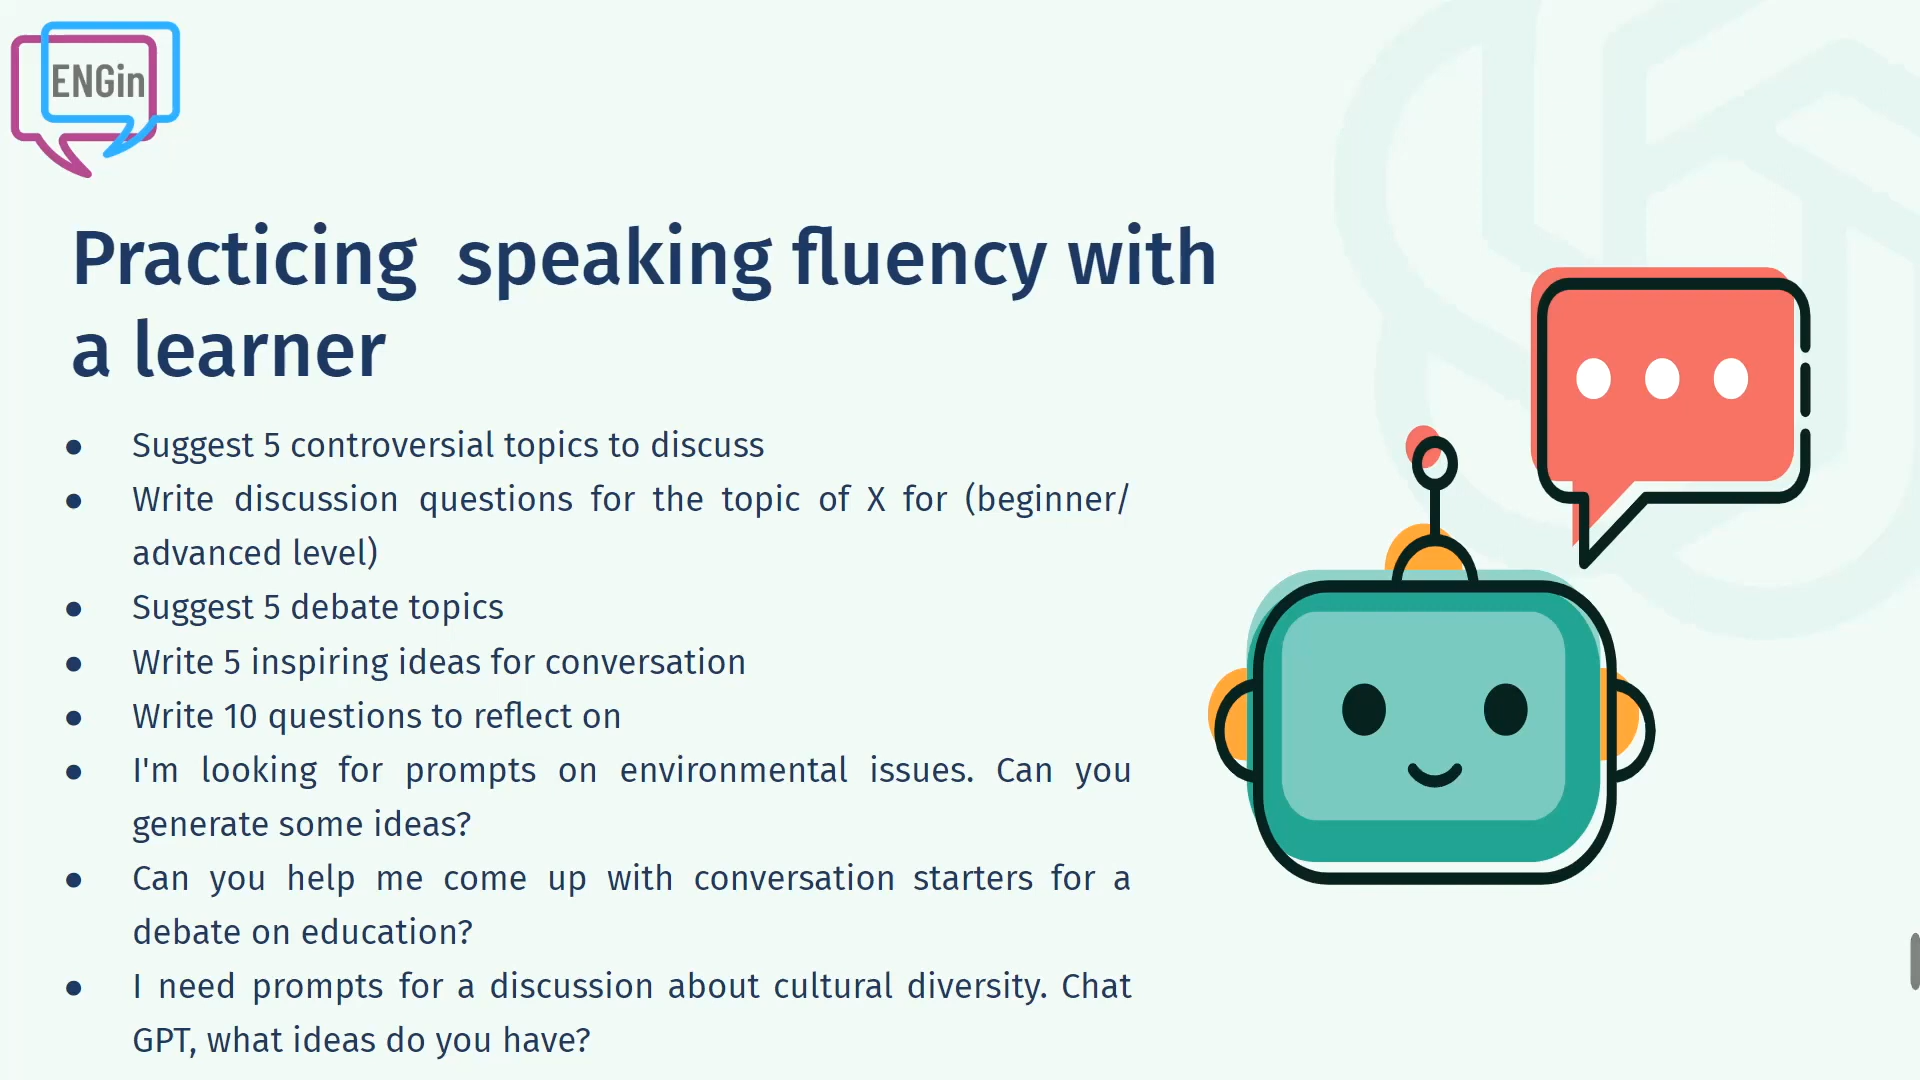 ENGin
Practicing  speaking fluency with
a learner
● Suggest 5 controversial topics to discuss
● Write discussion questions for the topic of X for (beginner/
advanced level)
● Suggest 5 debate topics
● Write 5 inspiring ideas for conversation
● Write 10 questions to reflect on
● I'm looking for prompts on environmental issues. Can you
generate some ideas?
● Can you help me come up with conversation starters for a
debate on education?
● I need prompts for a discussion about cultural diversity. Chat
GPT, what ideas do you have?